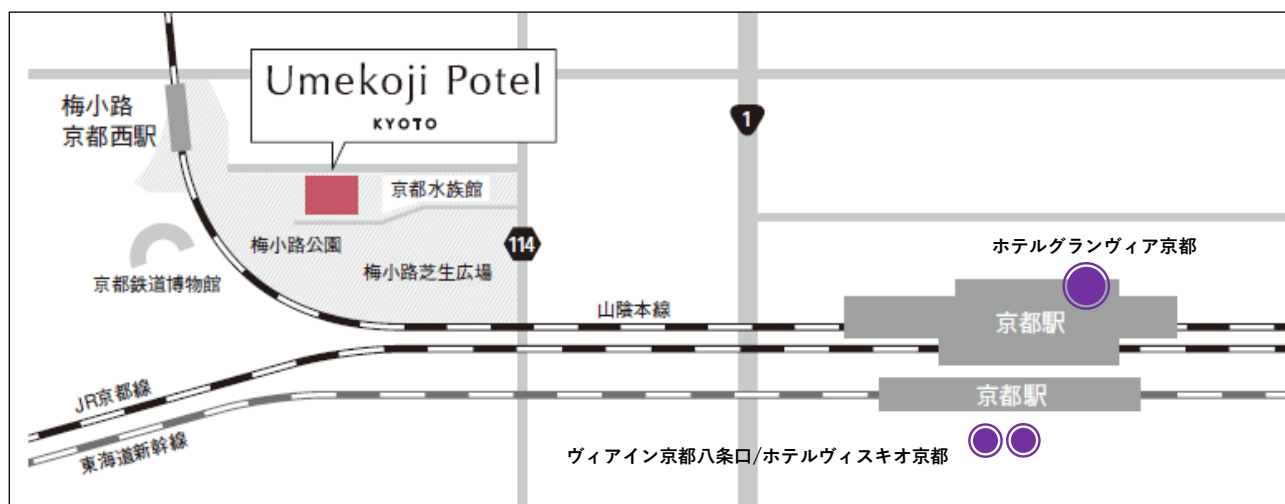 Umekoji Potel
KYOTO
梅小路
京都西駅
1
京都水族館
梅小路公園
114
梅小路芝生広場
京都鉄道博物館
ホテルグランヴィア京都
山陰本線
京都駅
JR京都線
京都駅
東海道新幹線
ヴィアイン京都八条口/ホテルヴィスキオ京都